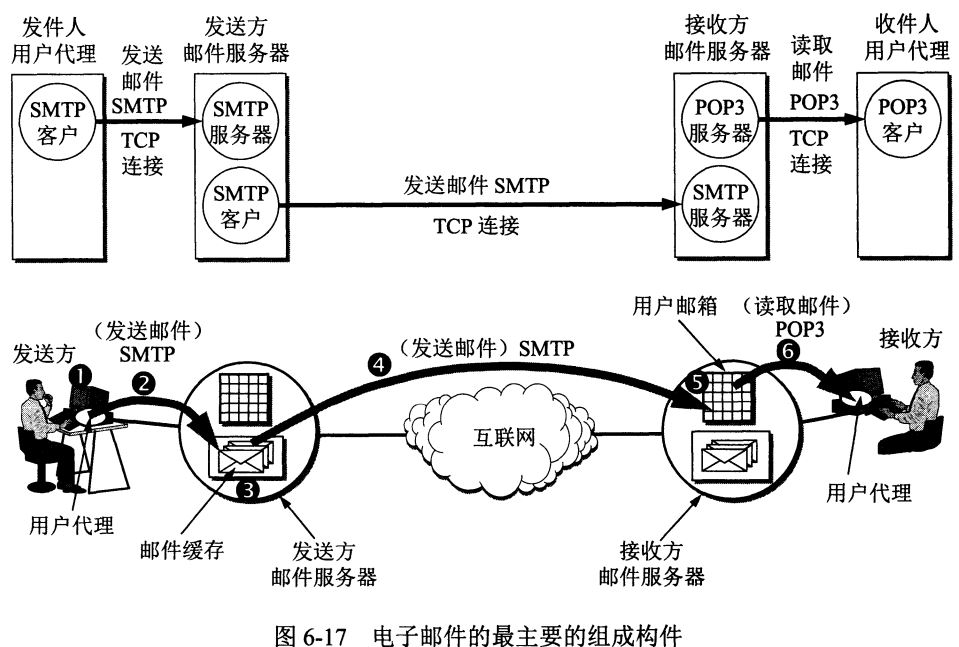 发件人
用户代理
发送
邮件
SMTP
TCP
连接
发送方
邮件服务器
接收方
邮件服务器
读取
邮件
POP3
TCP
连接
收件人
用户代理
SMTP
客户
SMTP
服务器
SMTP
客户
发送邮件 SMTP
TCP 连接
POP3
服务器
SMTP
服务器
POP3
客户
发送方
（发送邮件）
SMTP
❶
❷
❸
❹
（发送邮件）SMTP
用户邮箱
（读取邮件）
POP3
❺
❻
接收方
互联网
用户代理
邮件缓存
发送方
邮件服务器
接收方
邮件服务器
用户代理
图 6-17 电子邮件的最主要的组成构件